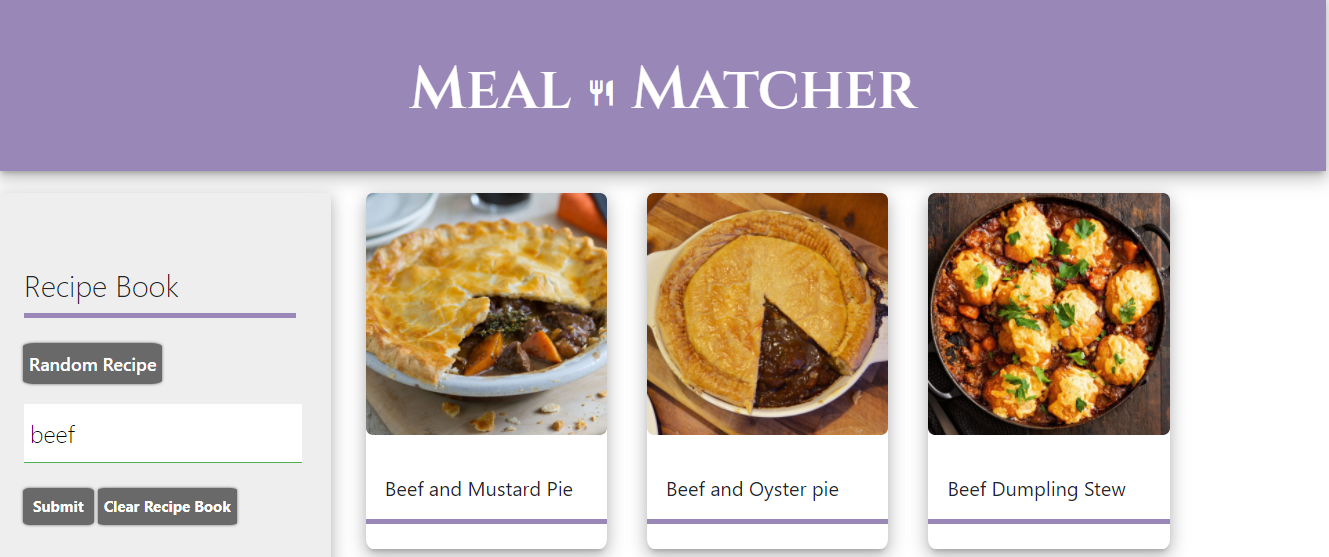 MEAL MATCHER
Recipe Book
Random Recipe
beef
Submit Clear Recipe Book
Beef and Mustard Pie
Beef and Oyster pie
Beef Dumpling Stew